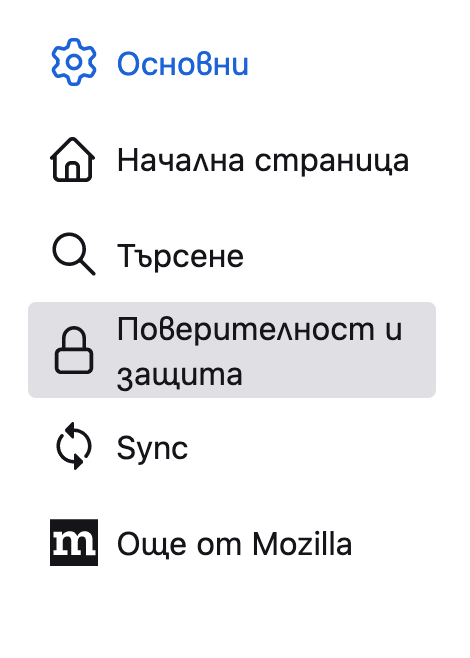 Основни
Начална страница
Търсене
Поверителност и
защита
Sync
m
Още от Mozilla